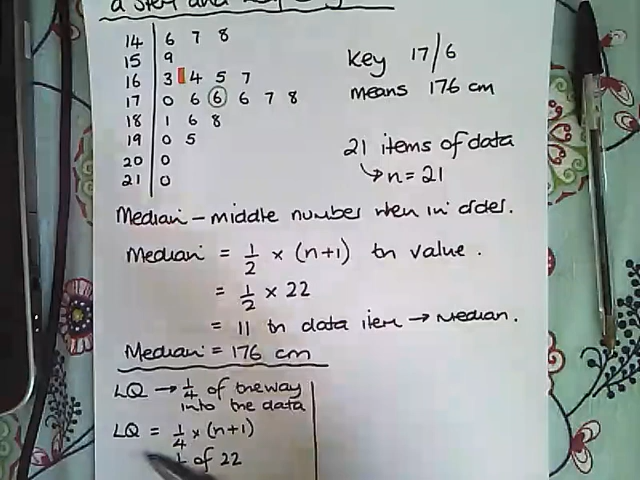 a stem and
14 6 7 8
15 9
16 3 4 5 7
17 0 6 6 6 7 8
18 1 6 8
19 0 5
20 0
21 0
Key 17/6
means 176 cm
21 items of data
↳ n = 21
Median – middle number when in order.
Median = 1/2 × (n+1) th value.
= 1/2 × 22
= 11 th data item → Median.
Median = 176 cm
LQ → 1/4 of the way
into the data
LQ = 1/4 × (n+1)
of 22